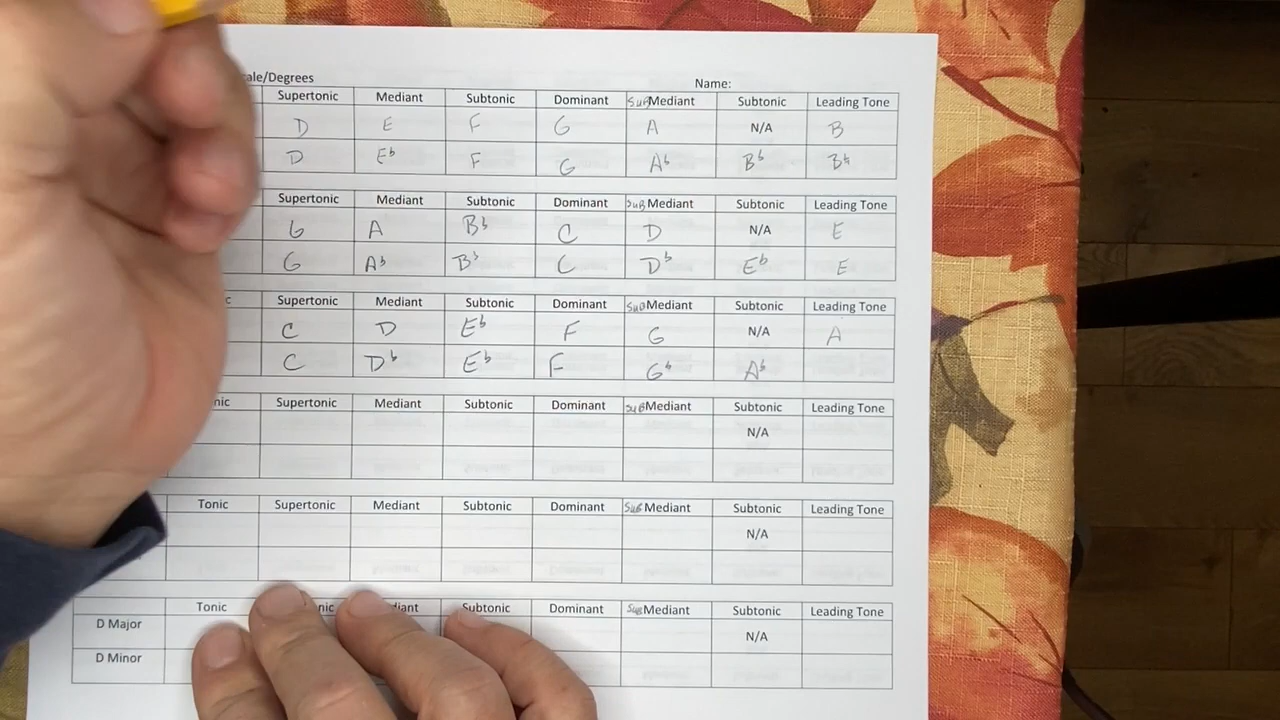 ale/Degrees Name:
Supertonic Mediant Subtonic Dominant SubMediant Subtonic Leading Tone
D E F G A N/A B
D E♭ F G A♭ B♭ B♮
Supertonic Mediant Subtonic Dominant SubMediant Subtonic Leading Tone
G A B♭ C D N/A E
G A♭ B♭ C D♭ E♭ E
c Supertonic Mediant Subtonic Dominant SubMediant Subtonic Leading Tone
C D E♭ F G N/A A
C D♭ E♭ F G♭ A♭
nic Supertonic Mediant Subtonic Dominant SubMediant Subtonic Leading Tone
N/A
Tonic Supertonic Mediant Subtonic Dominant SubMediant Subtonic Leading Tone
N/A
Tonic nic diant Subtonic Dominant SubMediant Subtonic Leading Tone
D Major N/A
D Minor